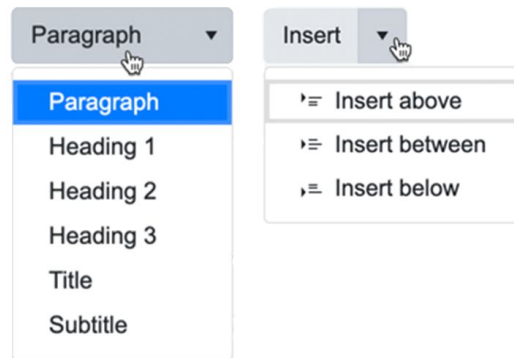 Paragraph
Paragraph
Heading 1
Heading 2
Heading 3
Title
Subtitle
Insert
Insert above
Insert between
Insert below